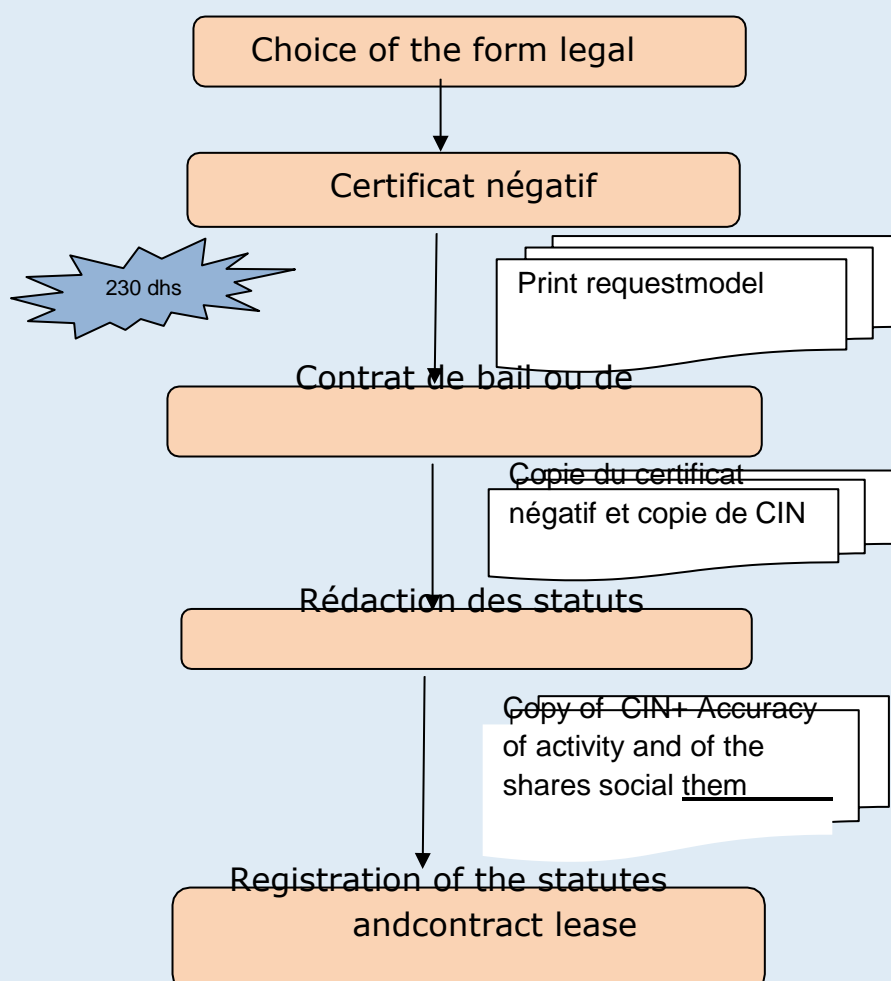 Choice of the form legal
Certificat négatif
230 dhs
Print requestmodel
Contrat de bail ou de
Copie du certificat
négatif et copie de CIN
Rédaction des statuts
Copy of CIN+ Accuracy
of activity and of the
shares social them
Registration of the statutes
andcontract lease